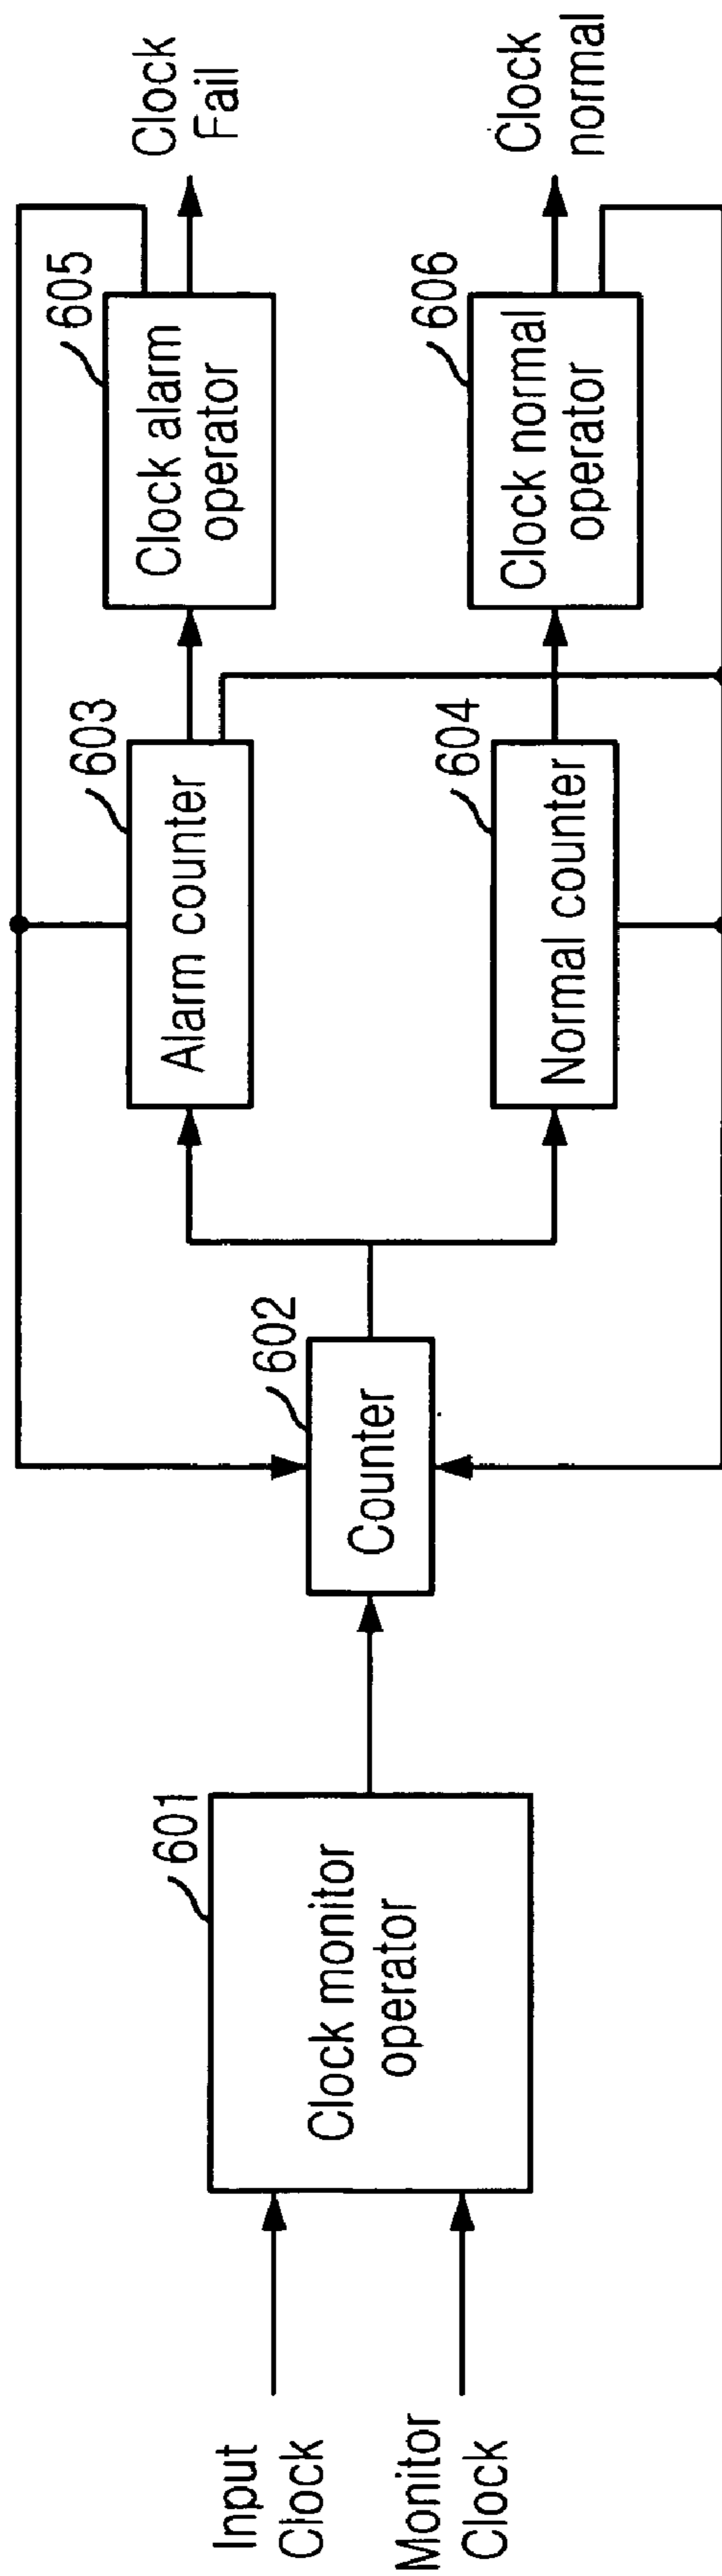 Input
Clock
Monitor
Clock
601
Clock monitor
operator
602
Counter
603
Alarm counter
604
Normal counter
605
Clock alarm
operator
606
Clock normal
operator
Clock
Fail
Clock
normal